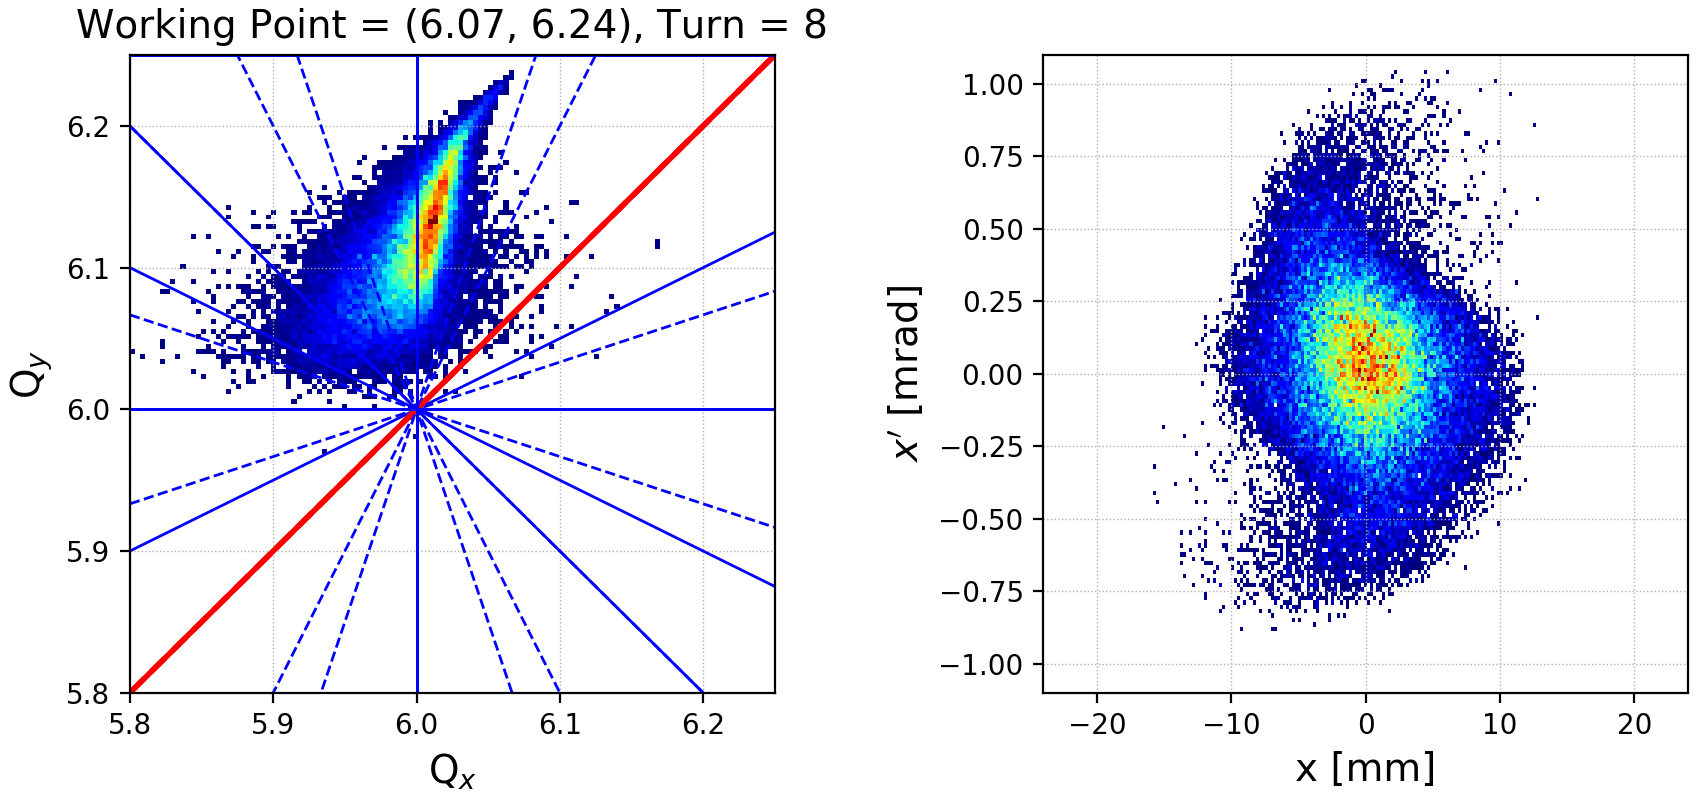 Working Point = (6.07, 6.24), Turn = 8
6.2
6.1
6.0
5.9
5.8
Qy
5.8 5.9 6.0 6.1 6.2
Qx
1.00
0.75
0.50
0.25
0.00
−0.25
−0.50
−0.75
−1.00
x′ [mrad]
−20 −10 0 10 20
x [mm]